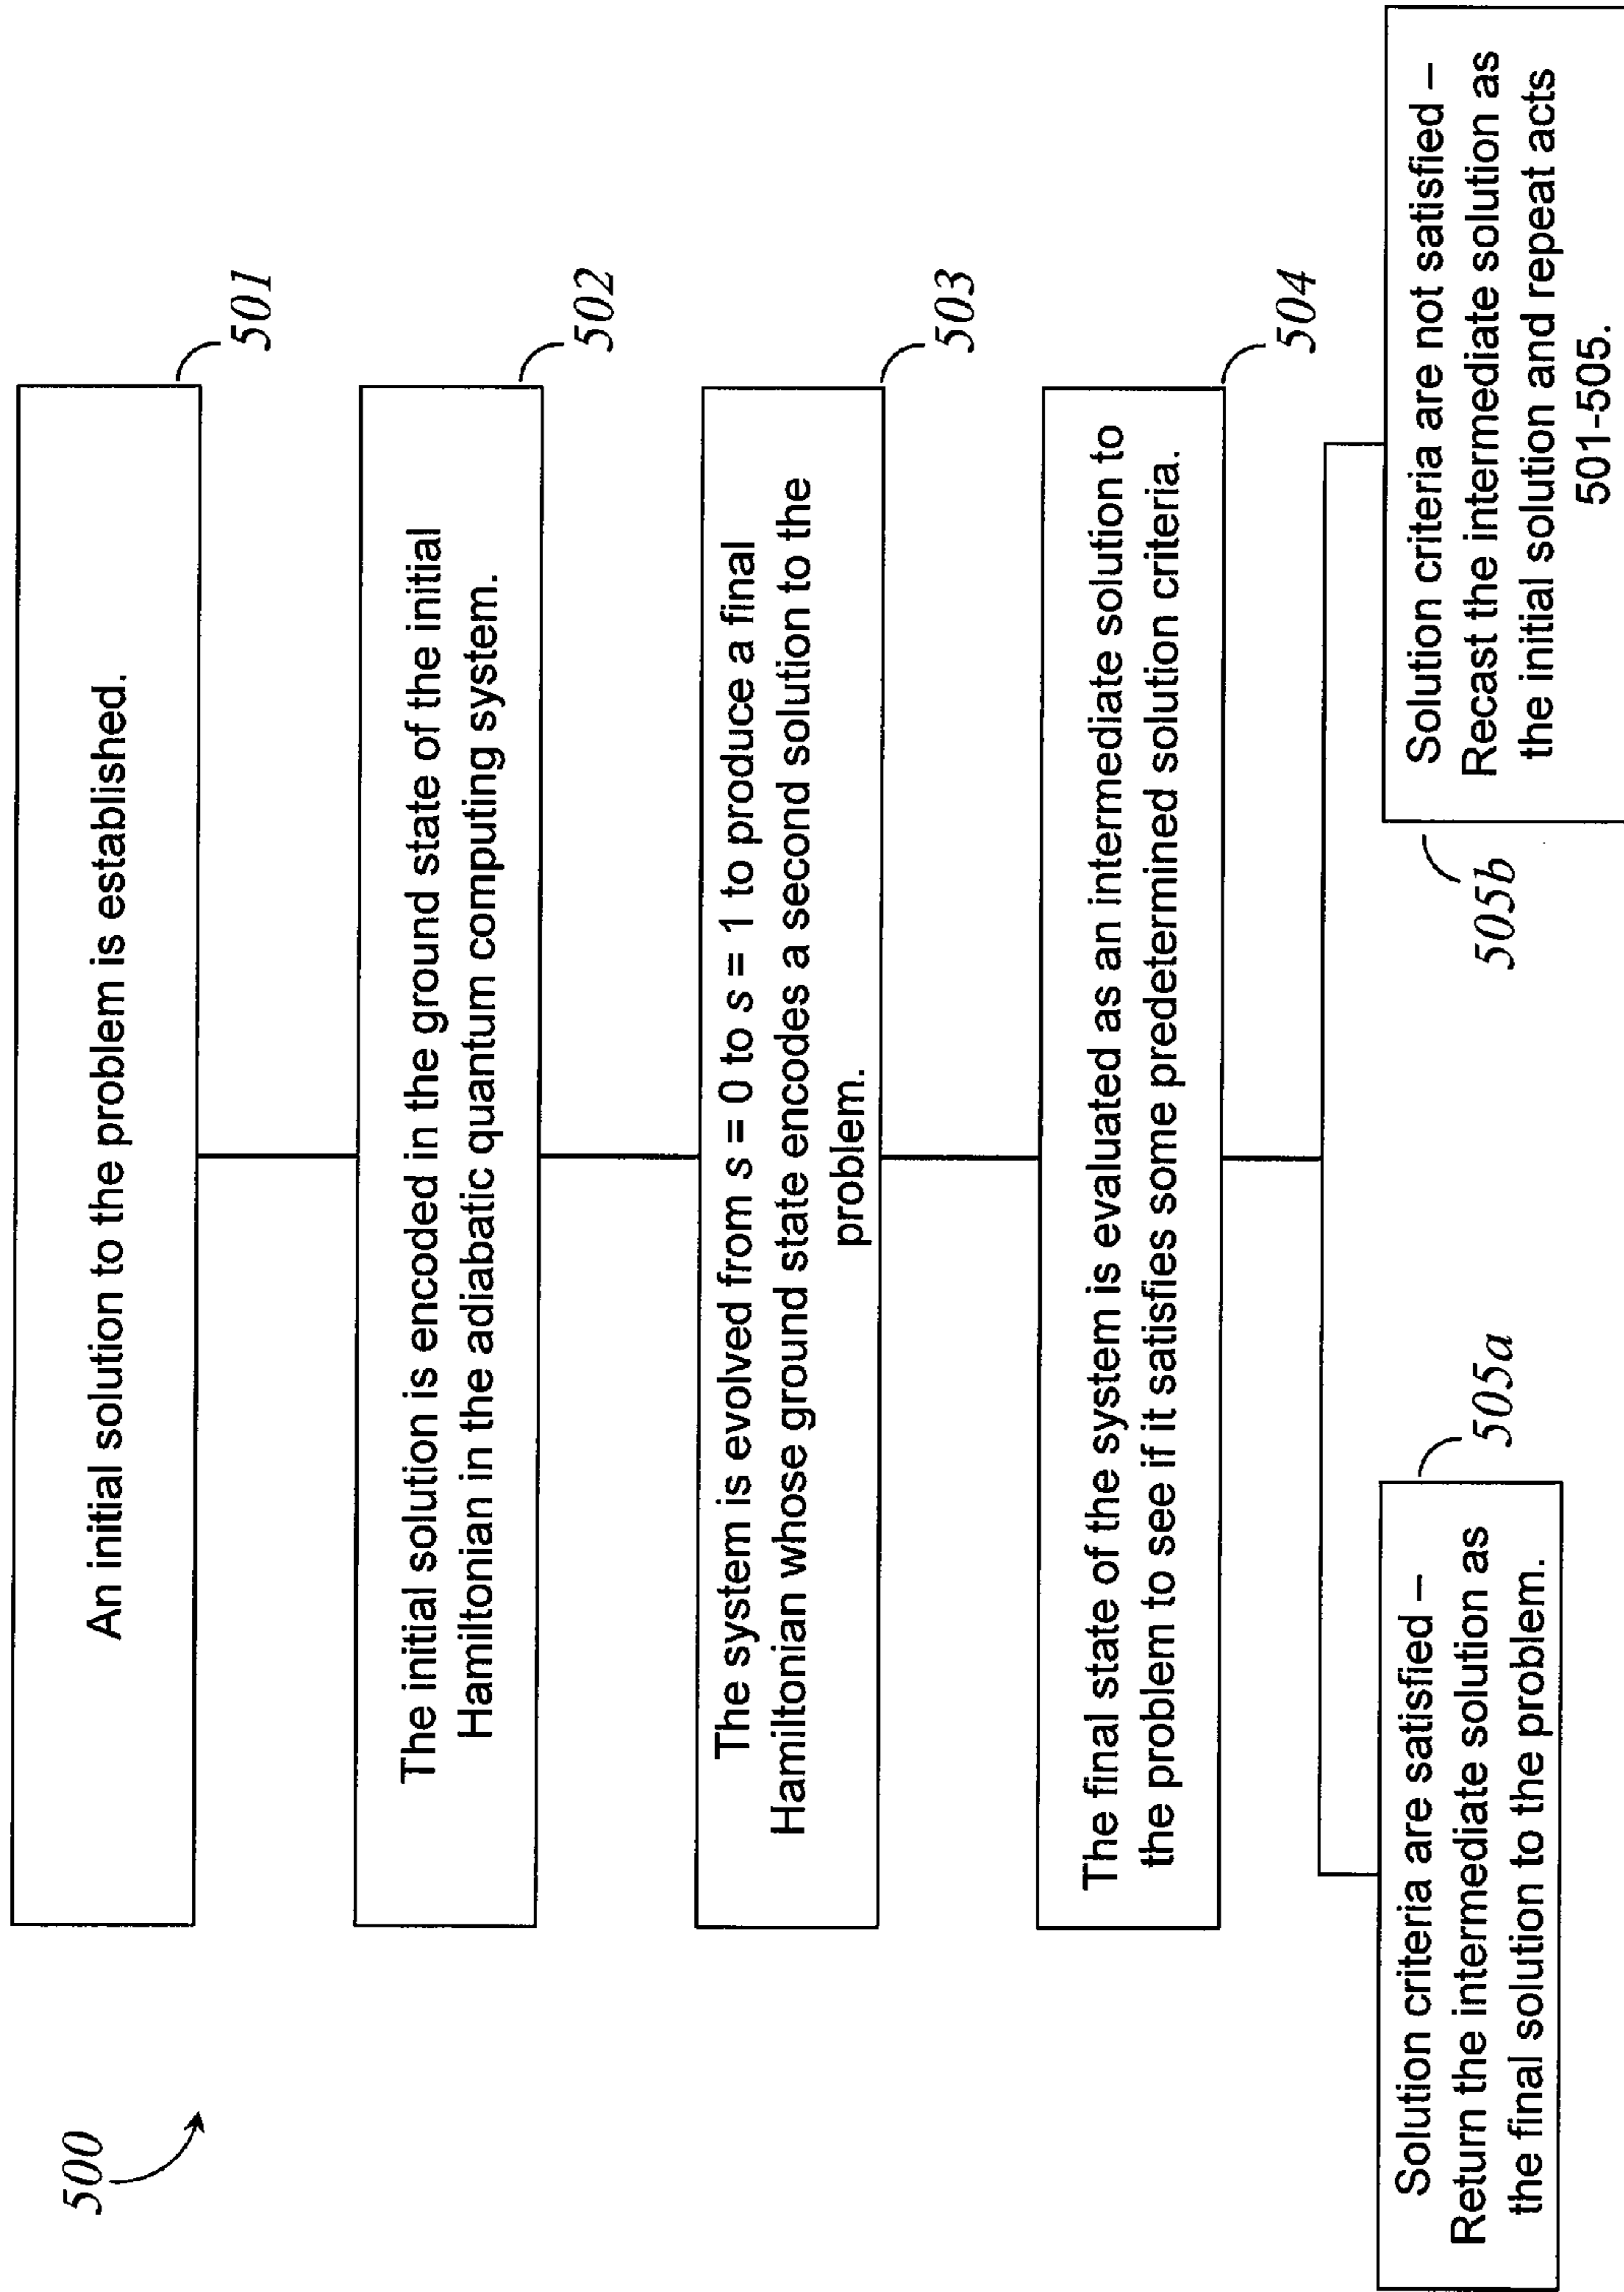 500
An initial solution to the problem is established.
501
The initial solution is encoded in the ground state of the initial
Hamiltonian in the adiabatic quantum computing system.
502
The system is evolved from s = 0 to s = 1 to produce a final
Hamiltonian whose ground state encodes a second solution to the
problem.
503
The final state of the system is evaluated as an intermediate solution to
the problem to see if it satisfies some predetermined solution criteria.
504
Solution criteria are satisfied –
Return the intermediate solution as
the final solution to the problem.
505a
Solution criteria are not satisfied –
Recast the intermediate solution as
the initial solution and repeat acts
501-505.
505b